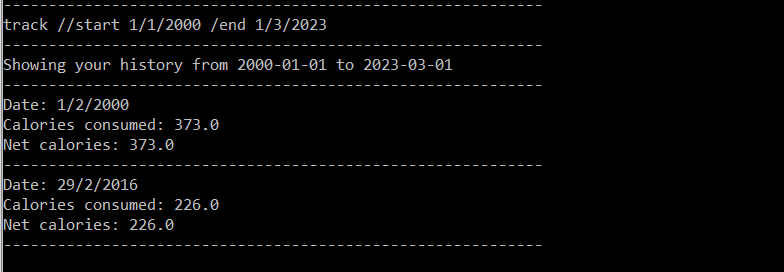 ------------------------------------------------------------
track //start 1/1/2000 /end 1/3/2023
------------------------------------------------------------
Showing your history from 2000-01-01 to 2023-03-01
------------------------------------------------------------
Date: 1/2/2000
Calories consumed: 373.0
Net calories: 373.0
------------------------------------------------------------
Date: 29/2/2016
Calories consumed: 226.0
Net calories: 226.0
------------------------------------------------------------